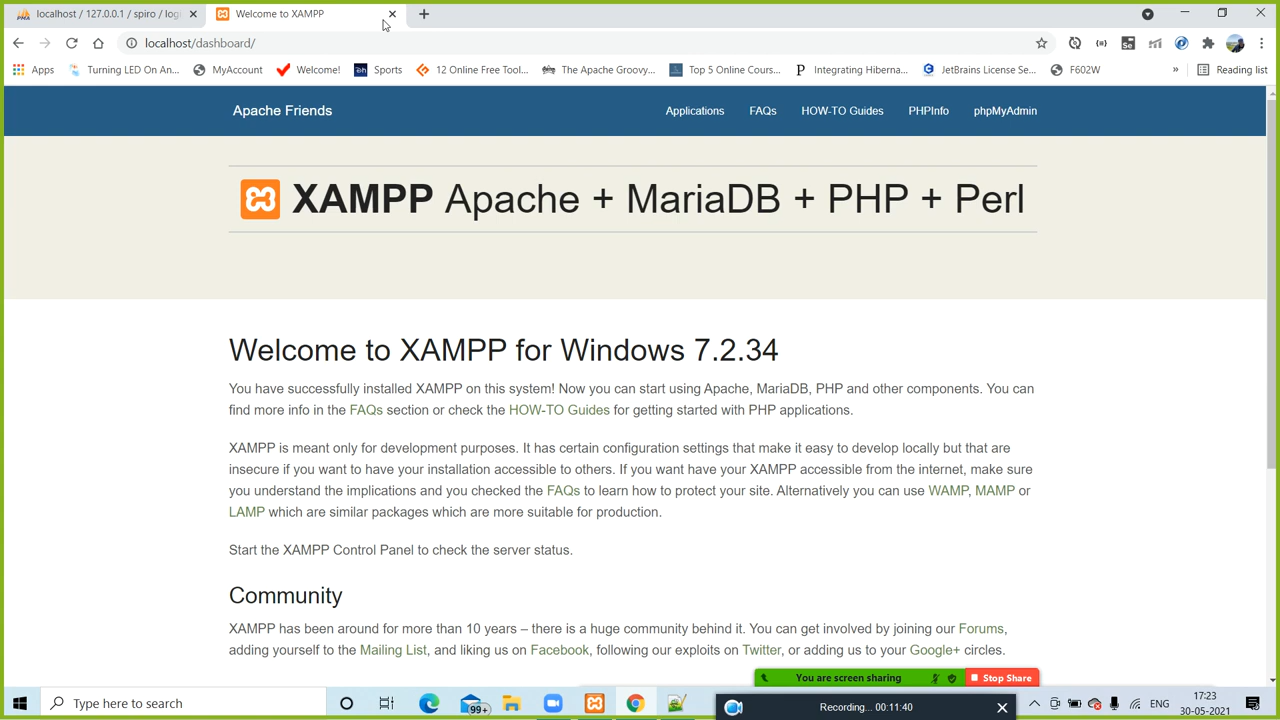 localhost / 127.0.0.1 / spiro / log
Welcome to XAMPP
localhost/dashboard/
Apps
Turning LED On An...
MyAccount
Welcome!
Sports
12 Online Free Tool...
The Apache Groovy...
Top 5 Online Cours...
Integrating Hiberna...
JetBrains License Se...
F602W
»
Reading list
Apache Friends
Applications
FAQs
HOW-TO Guides
PHPInfo
phpMyAdmin
XAMPP Apache + MariaDB + PHP + Perl
Welcome to XAMPP for Windows 7.2.34
You have successfully installed XAMPP on this system! Now you can start using Apache, MariaDB, PHP and other components. You can
find more info in the FAQs section or check the HOW-TO Guides for getting started with PHP applications.
XAMPP is meant only for development purposes. It has certain configuration settings that make it easy to develop locally but that are
insecure if you want to have your installation accessible to others. If you want have your XAMPP accessible from the internet, make sure
you understand the implications and you checked the FAQs to learn how to protect your site. Alternatively you can use WAMP, MAMP or
LAMP which are similar packages which are more suitable for production.
Start the XAMPP Control Panel to check the server status.
Community
XAMPP has been around for more than 10 years – there is a huge community behind it. You can get involved by joining our Forums,
adding yourself to the Mailing List, and liking us on Facebook, following our exploits on Twitter, or adding us to your Google+ circles.
You are screen sharing
Stop Share
Type here to search
99+
Recording... 00:11:40
ENG
17:23
30-05-2021